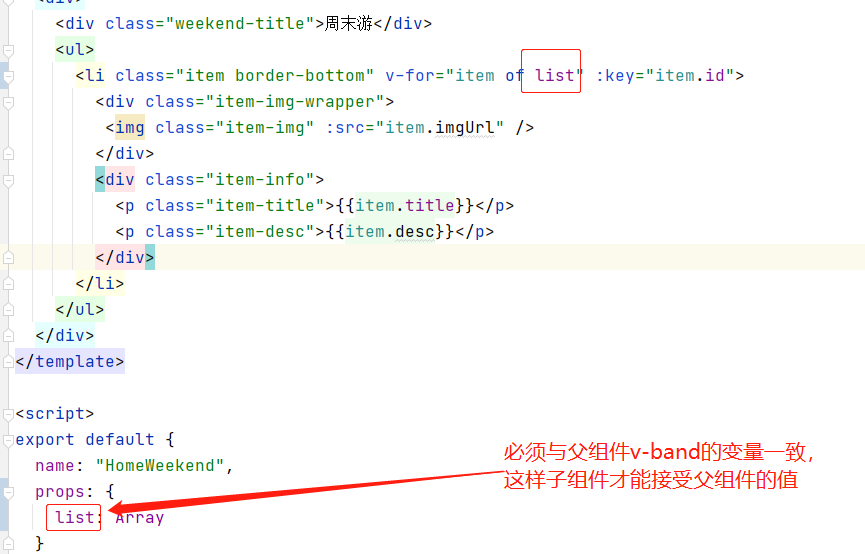 <div>
<div class="weekend-title">周末游</div>
<ul>
<li class="item border-bottom" v-for="item of list" :key="item.id">
<div class="item-img-wrapper">
<img class="item-img" :src="item.imgUrl" />
</div>
<div class="item-info">
<p class="item-title">{{item.title}}</p>
<p class="item-desc">{{item.desc}}</p>
</div>
</li>
</ul>
</div>
</template>
<script>
export default {
name: "HomeWeekend",
props: {
list: Array
}
必须与父组件v-band的变量一致，
这样子组件才能接受父组件的值